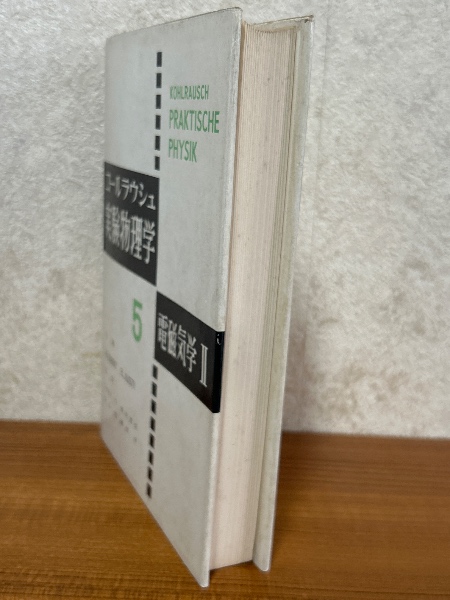 KOHLRAUSCH
PRAKTISCHE
PHYSIK
コールラウシュ
実験物理学
5
電磁気学 II